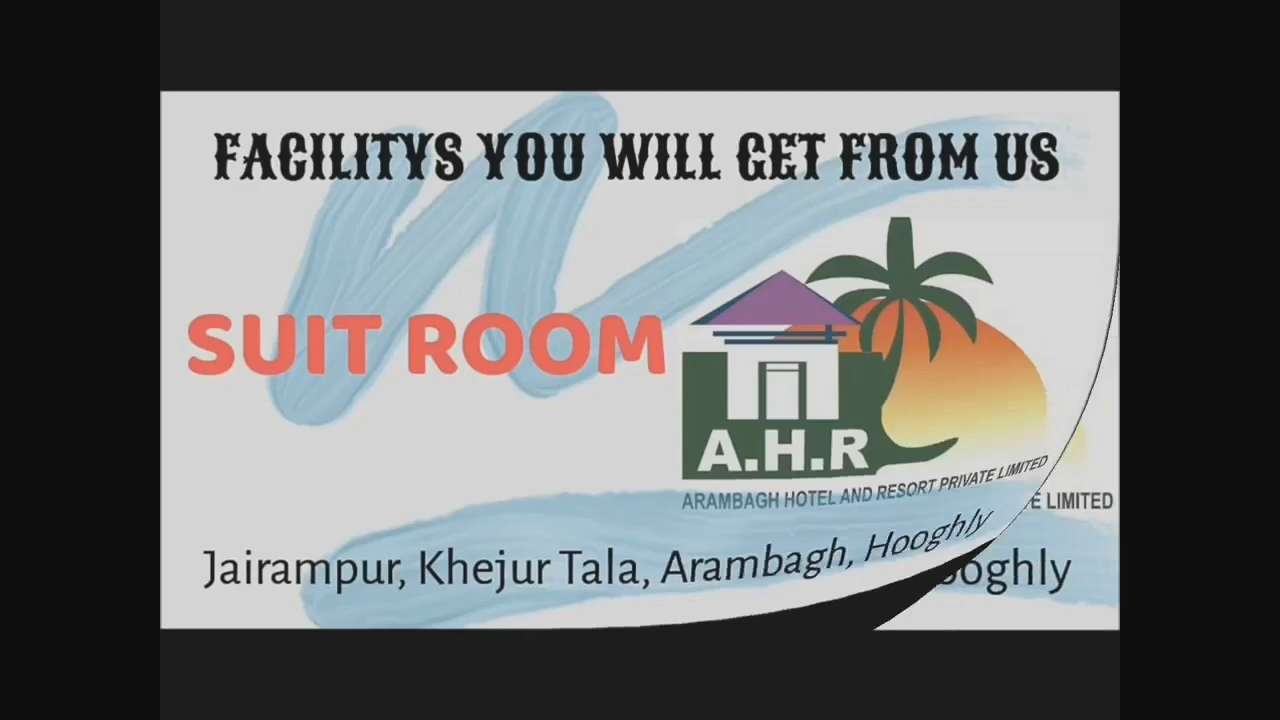 FACILITYS YOU WILL GET FROM US
SUIT ROOM
A.H.R
ARAMBAGH HOTEL AND RESORT PRIVATE LIMITED
LIMITED
Jairampur, Khejur Tala, Arambagh, Hooghly